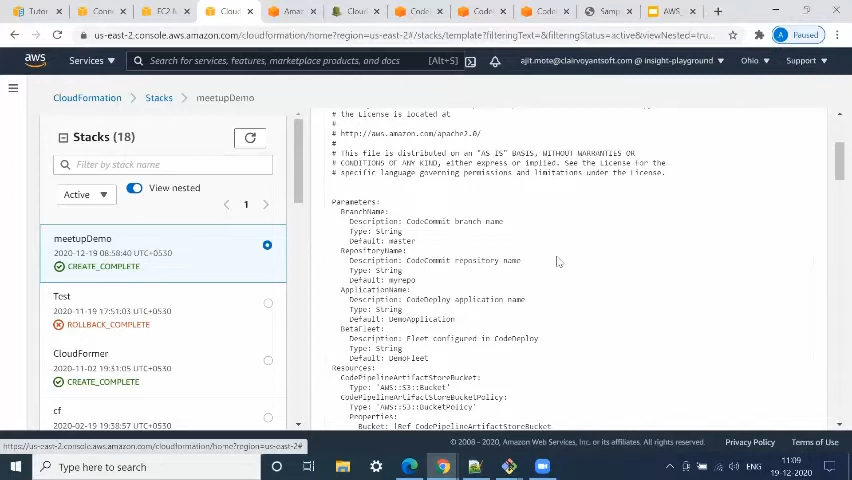 Tutor
Conne
EC2 M
Cloud
Amaz
Cloud
Code
Code
Code
Samp
AWS_
us-east-2.console.aws.amazon.com/cloudformation/home?region=us-east-2#/stacks/template?filteringText=&filteringStatus=active&viewNested=tru...
Paused
aws
Services
Search for services, features, marketplace products, and docs
[Alt+S]
ajit.mote@clairvoyantsoft.com @ insight-playground
Ohio
Support
CloudFormation
Stacks
meetupDemo
Stacks (18)
Filter by stack name
Active
View nested
1
meetupDemo
2020-12-19 08:58:40 UTC+0530
CREATE_COMPLETE
Test
2020-11-19 17:51:03 UTC+0530
ROLLBACK_COMPLETE
CloudFormer
2020-11-02 19:31:05 UTC+0530
CREATE_COMPLETE
cf
2020-02-19 19:38:57 UTC+0530
# the License is located at
#
# http://aws.amazon.com/apache2.0/
#
# This file is distributed on an "AS IS" BASIS, WITHOUT WARRANTIES OR
# CONDITIONS OF ANY KIND, either express or implied. See the License for the
# specific language governing permissions and limitations under the License.
Parameters:
BranchName:
Description: CodeCommit branch name
Type: String
Default: master
RepositoryName:
Description: CodeCommit repository name
Type: String
Default: myrepo
ApplicationName:
Description: CodeDeploy application name
Type: String
Default: DemoApplication
BetaFleet:
Description: Fleet configured in CodeDeploy
Type: String
Default: DemoFleet
Resources:
CodePipelineArtifactStoreBucket:
Type: 'AWS::S3::Bucket'
CodePipelineArtifactStoreBucketPolicy:
Type: 'AWS::S3::BucketPolicy'
Properties:
Bucket: !Ref CodePipelineArtifactStoreBucket
https://us-east-2.console.aws.amazon.com/cloudformation/home?region=us-east-2#
© 2008 - 2020, Amazon Web Services, Inc. or its affiliates. All rights reserved.
Privacy Policy
Terms of Use
Type here to search
ENG
11:09
19-12-2020